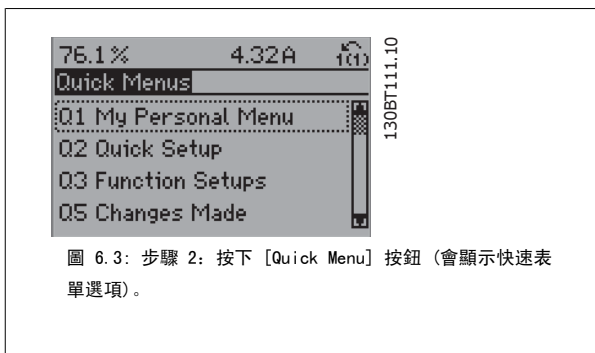 76.1% 4.32A 1(1)
Quick Menus
Q1 My Personal Menu
Q2 Quick Setup
Q3 Function Setups
Q5 Changes Made
130BT111.10
圖 6.3: 步驟 2: 按下 [Quick Menu] 按鈕 (會顯示快速表
單選項)。